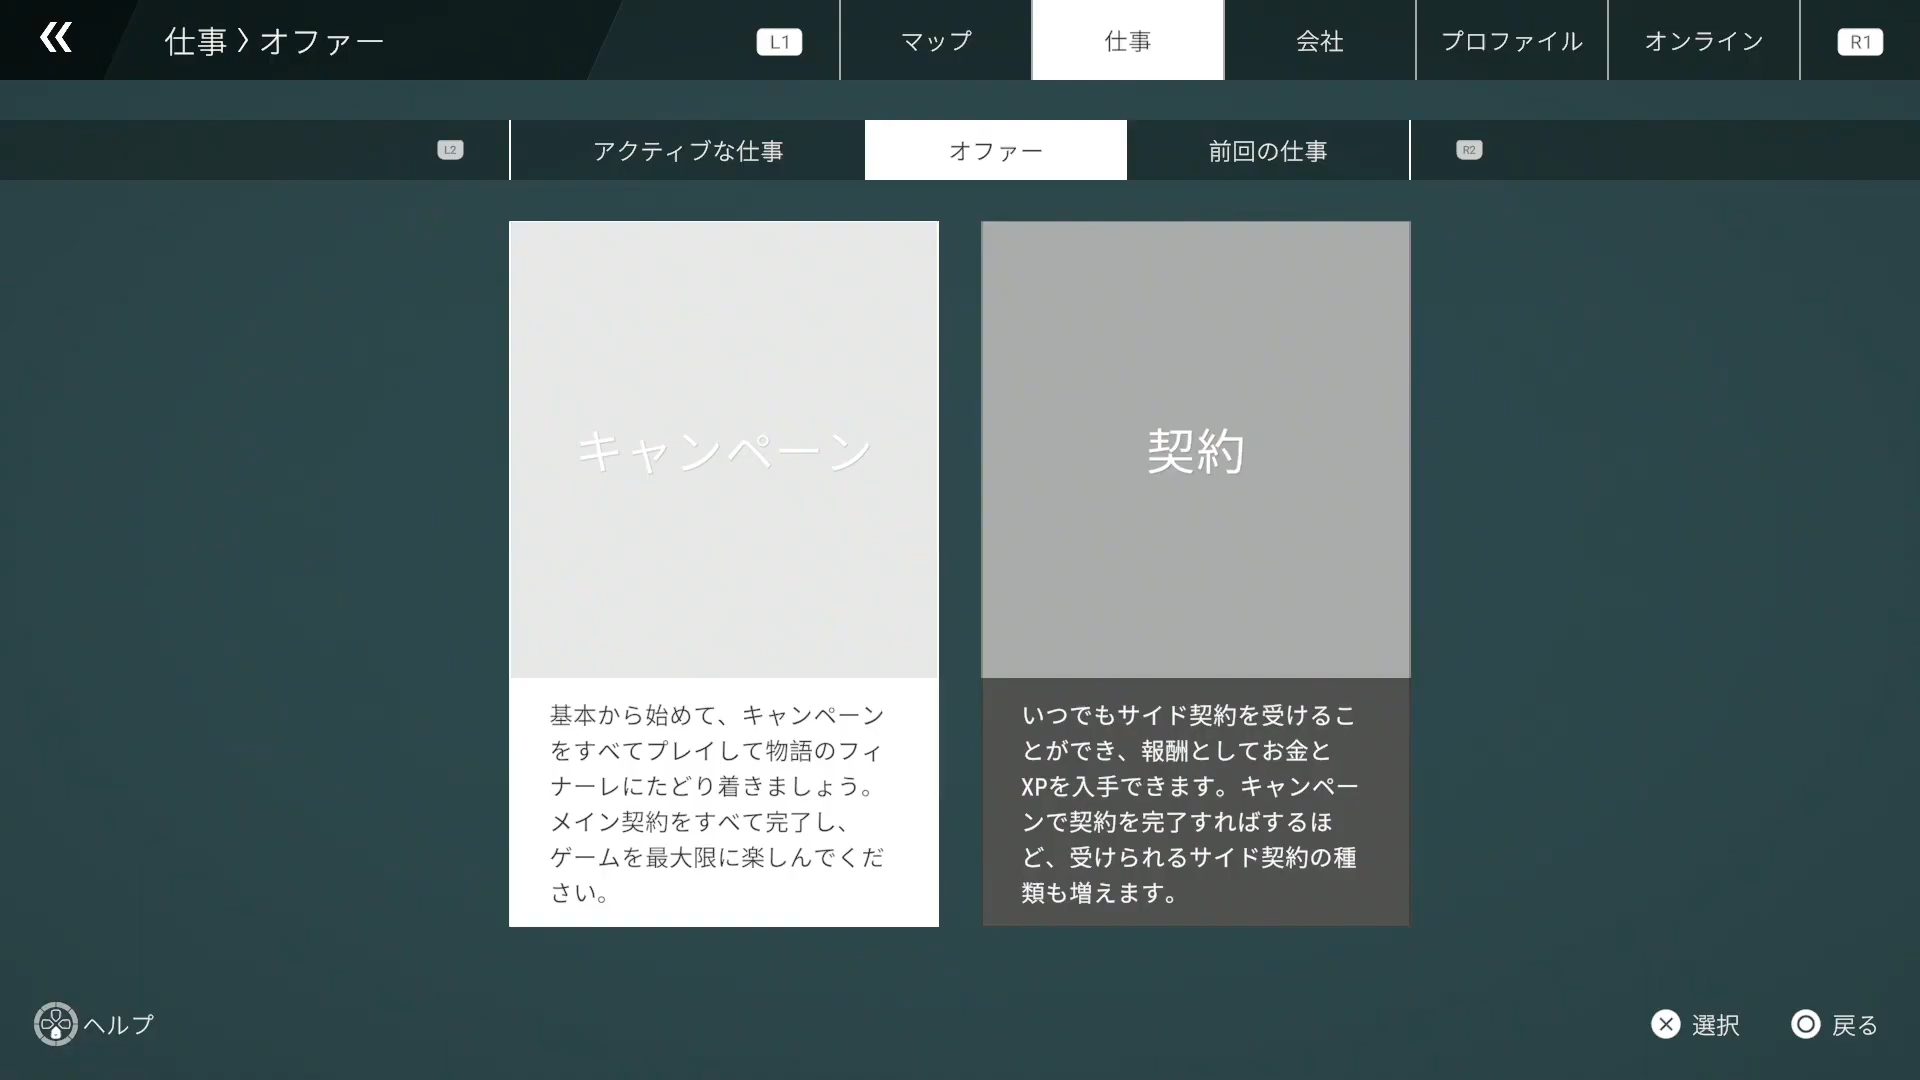 仕事 〉オファー
L1
マップ
仕事
会社
プロファイル
オンライン
R1
L2
アクティブな仕事
オファー
前回の仕事
R2
キャンペーン
基本から始めて、キャンペーン
をすべてプレイして物語のフィ
ナーレにたどり着きましょう。
メイン契約をすべて完了し、
ゲームを最大限に楽しんでくだ
さい。
契約
いつでもサイド契約を受けるこ
とができ、報酬としてお金と
XPを入手できます。キャンペー
ンで契約を完了すればするほ
ど、受けられるサイド契約の種
類も増えます。
ヘルプ
選択
戻る